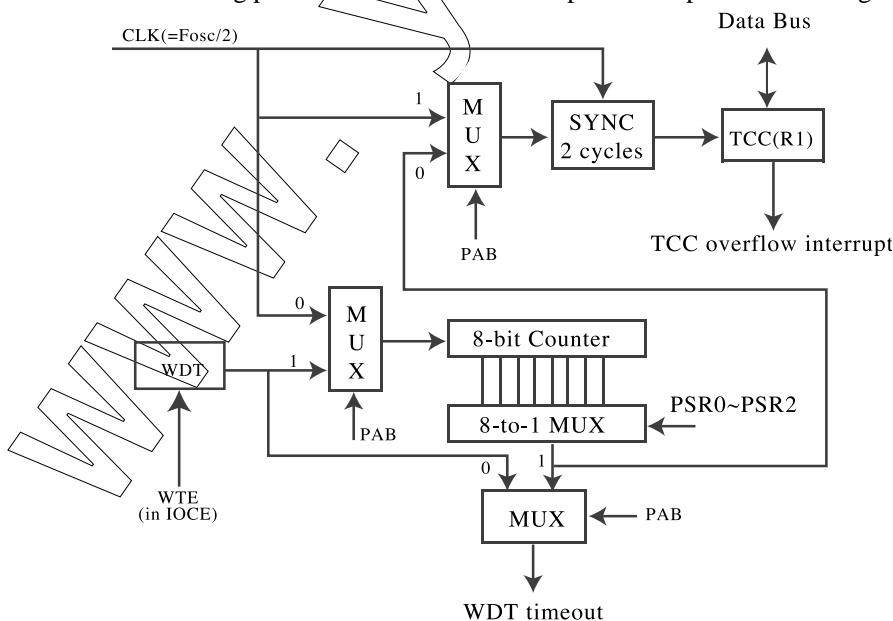 Data Bus
CLK(=Fosc/2)
1
M
U
X
0
SYNC
2 cycles
TCC(R1)
PAB
TCC overflow interrupt
0
M
U
X
1
WDT
8-bit Counter
PAB
8-to-1 MUX
PSR0~PSR2
WTE
(in IOCE)
0
1
MUX
PAB
WDT timeout
www.